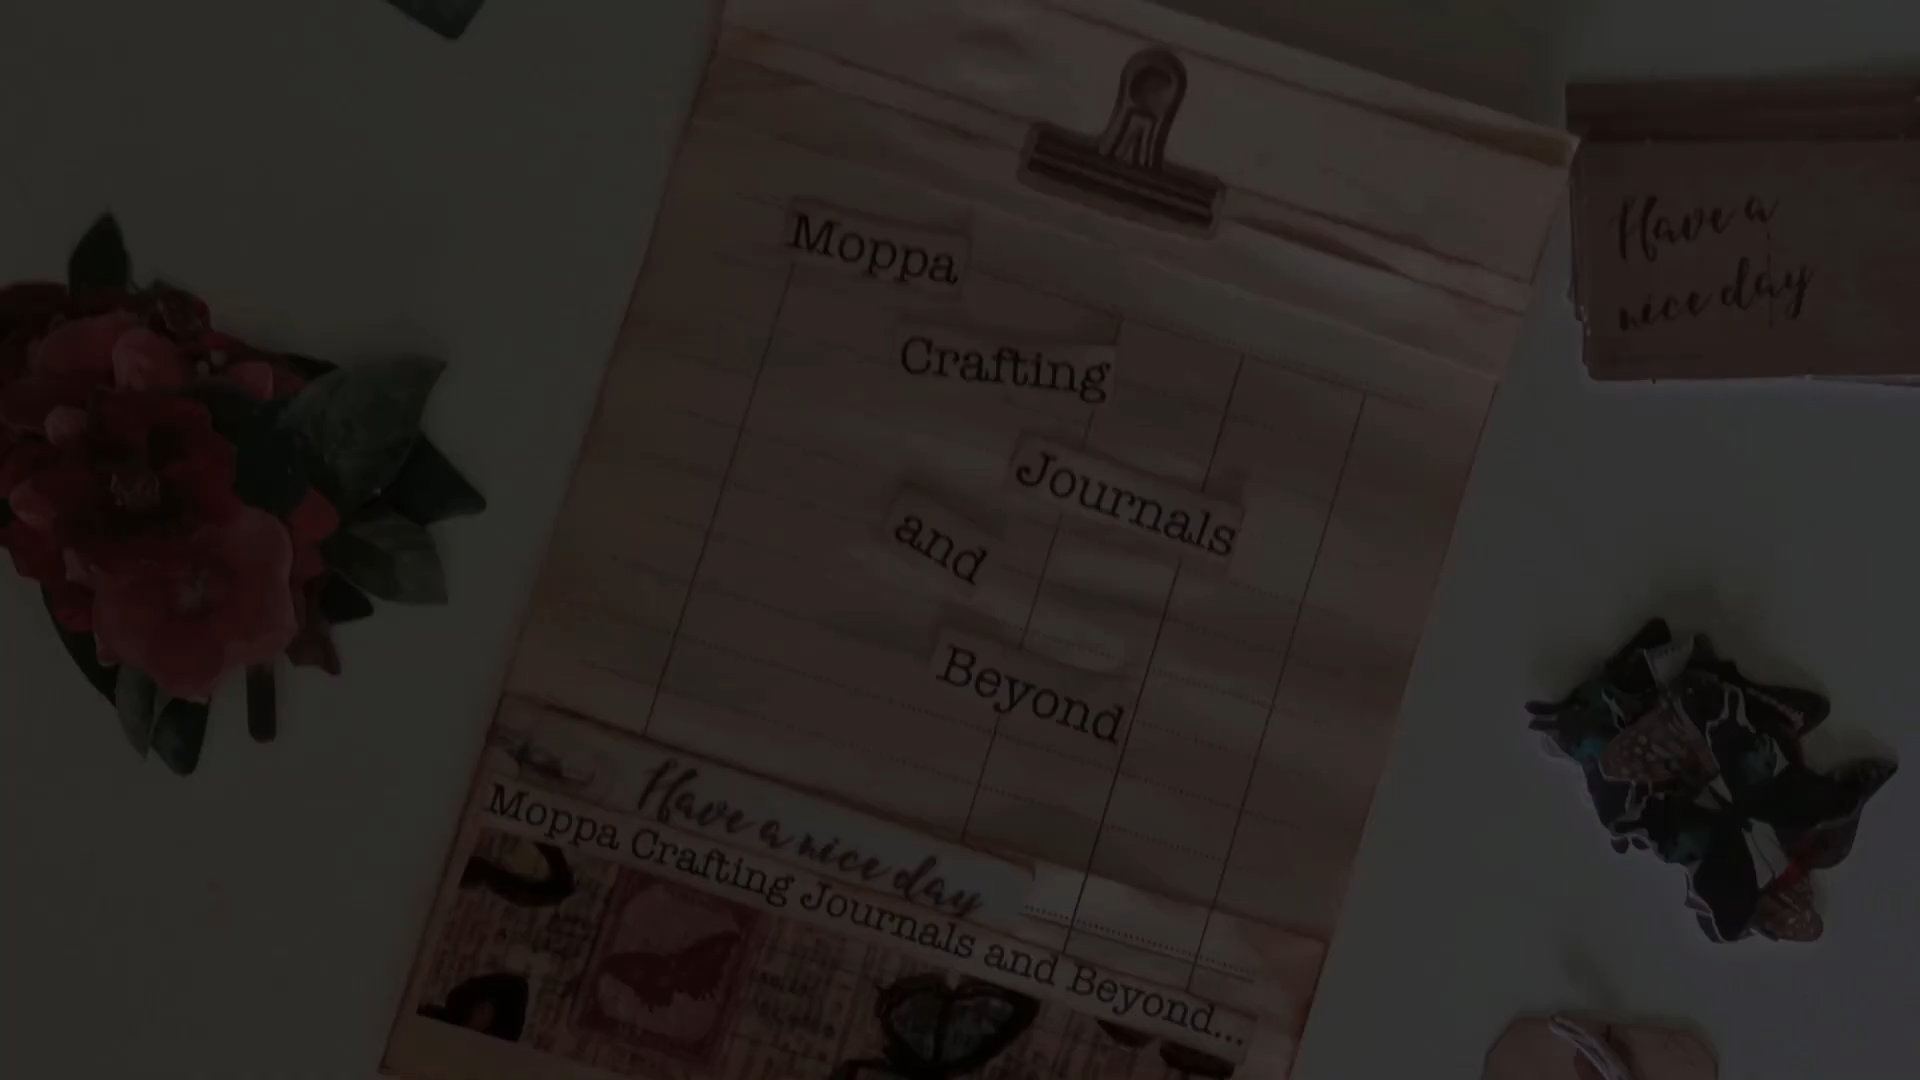 Moppa
Crafting
Journals
and
Beyond
Have a nice day
Moppa Crafting Journals and Beyond...
Have a
nice day